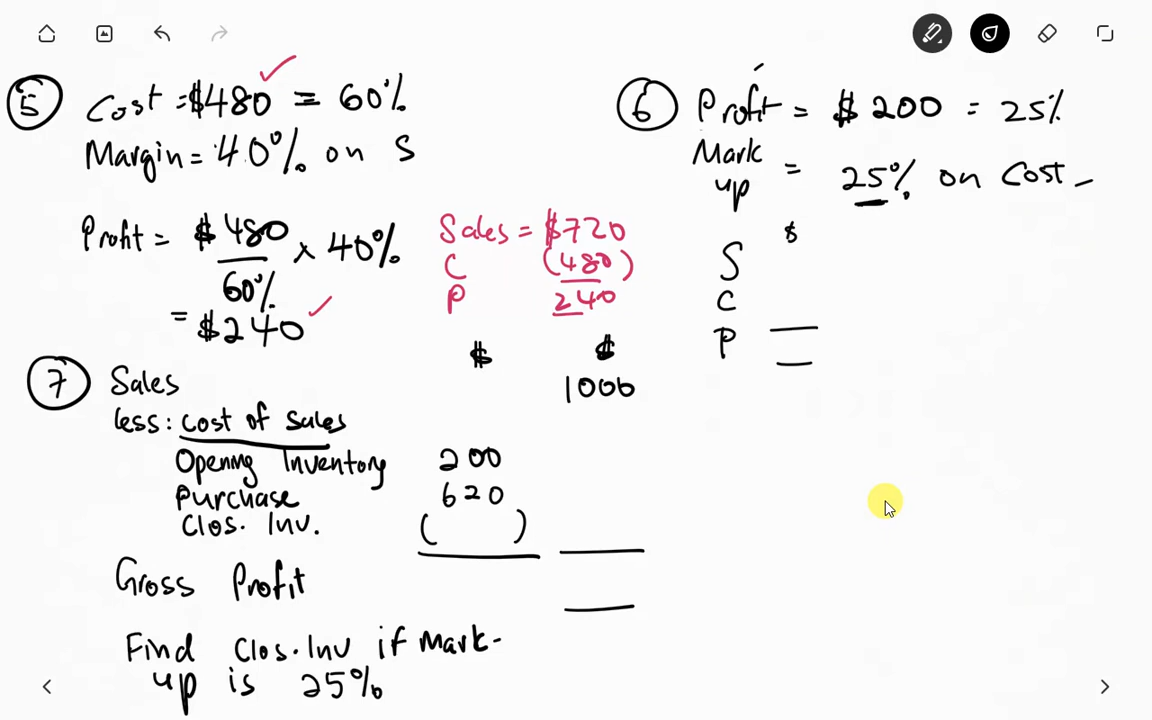 5 Cost = $480 = 60%
Margin = 40% on S
Profit = $480 / 60% × 40%
= $240
Sales = $720
C (480)
P 240
6 Profit = $200 = 25%
Mark up = 25% on Cost
$
S
C
P
$ $
7 Sales 1000
less: cost of sales
Opening Inventory 200
Purchase 620
Clos. Inv. ( )
Gross Profit
Find Clos. Inv if Mark-
up is 25%